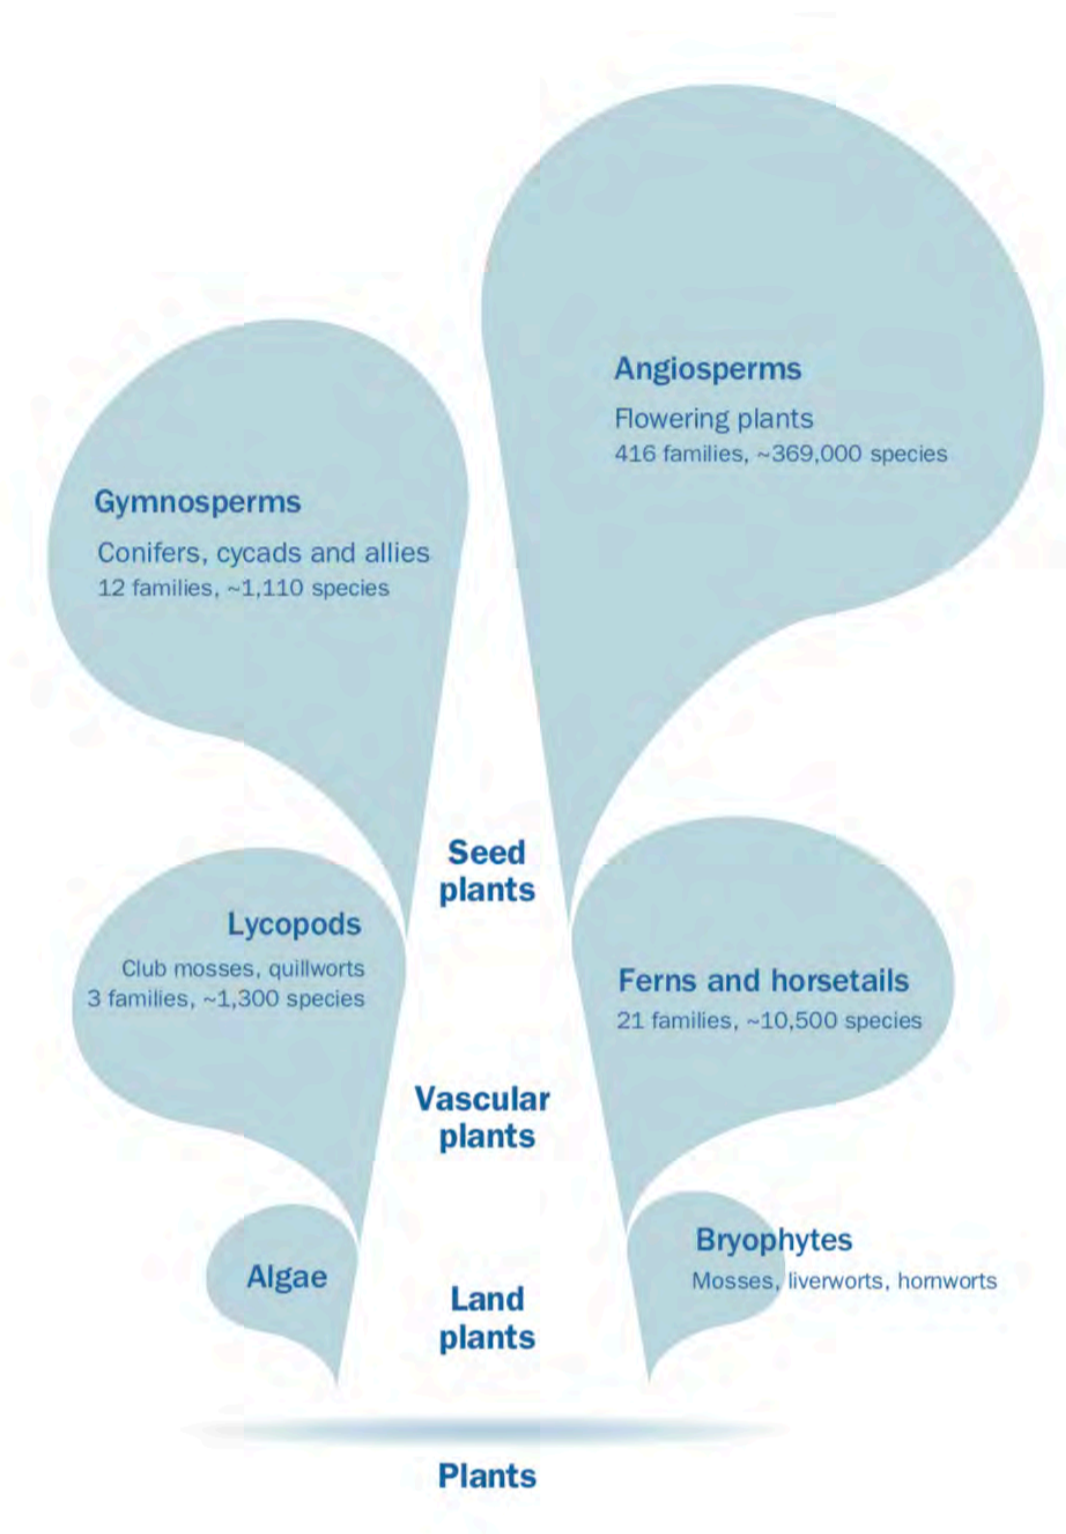 Angiosperms
Flowering plants
416 families, ~369,000 species
Gymnosperms
Conifers, cycads and allies
12 families, ~1,110 species
Seed
plants
Lycopods
Club mosses, quillworts
3 families, ~1,300 species
Ferns and horsetails
21 families, ~10,500 species
Vascular
plants
Bryophytes
Mosses, liverworts, hornworts
Algae
Land
plants
Plants